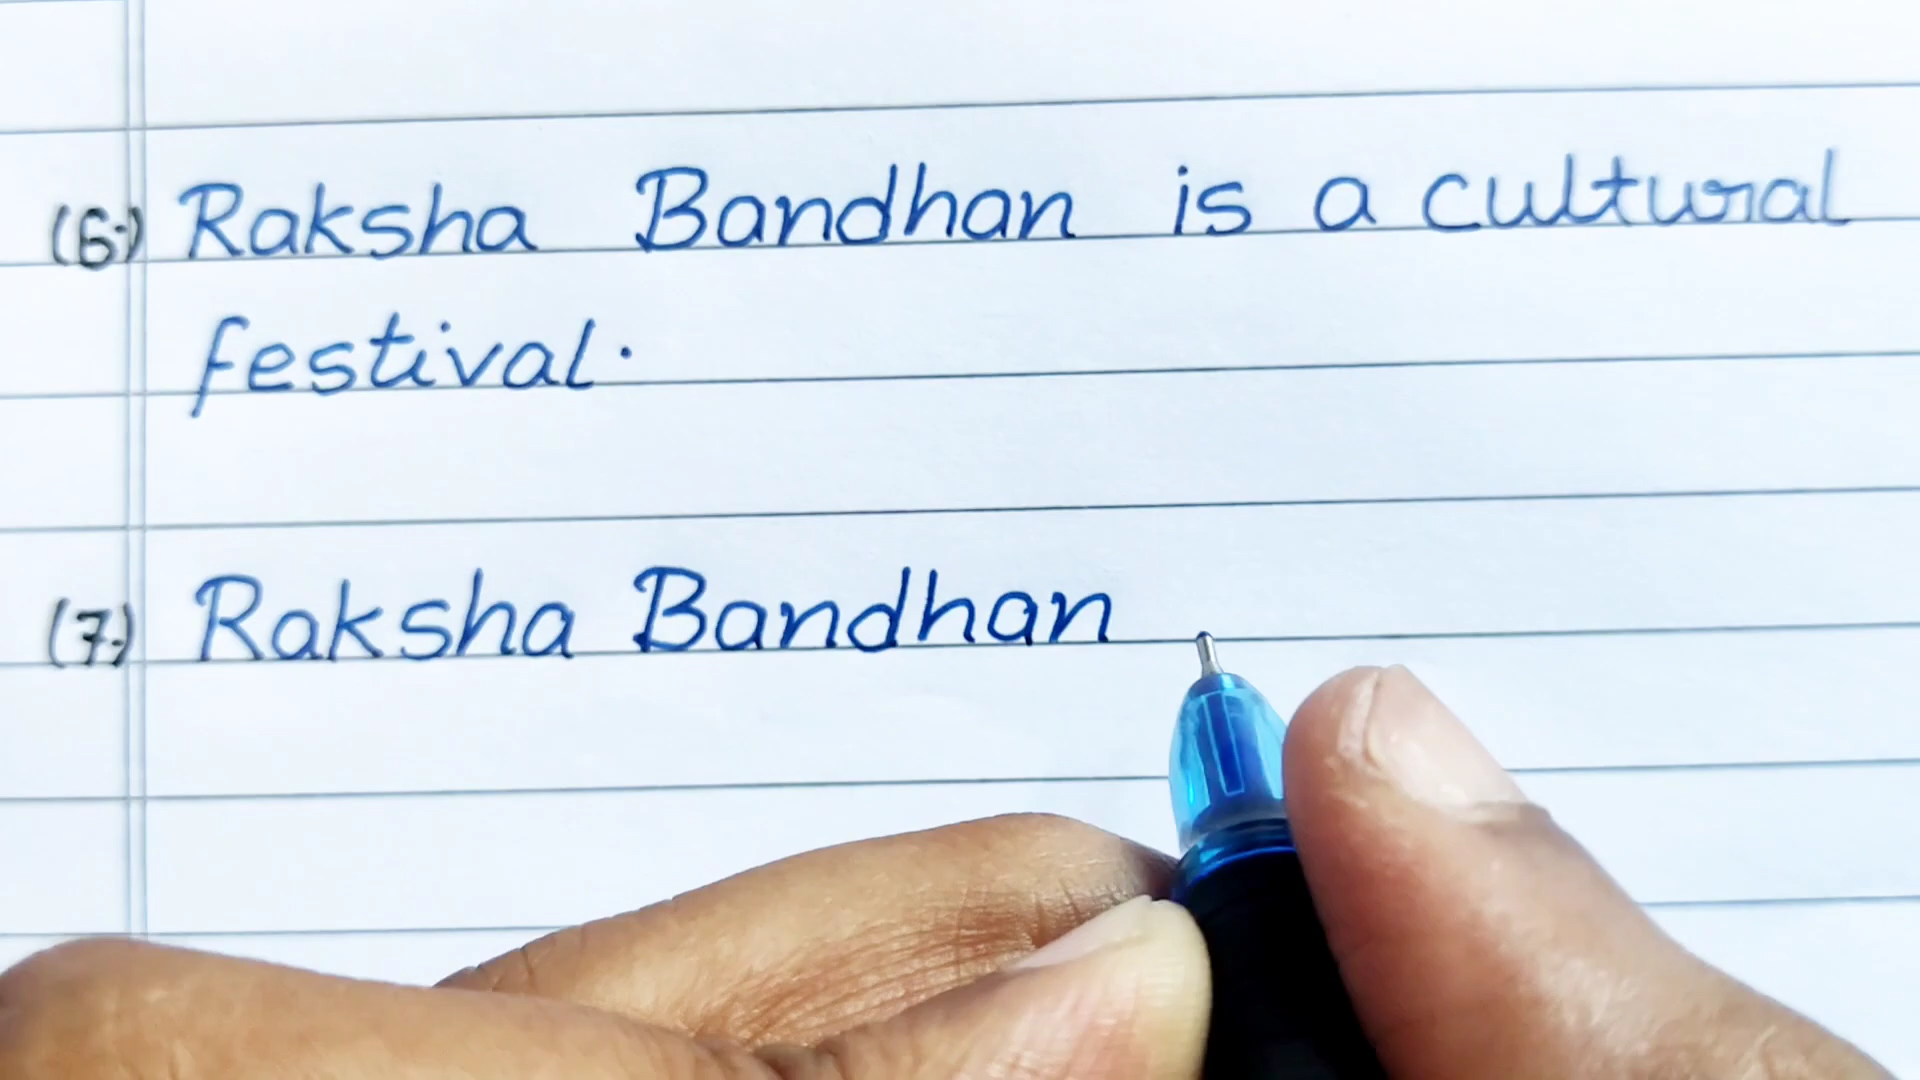 (6.) Raksha Bandhan is a cultural
festival.
(7.) Raksha Bandhan